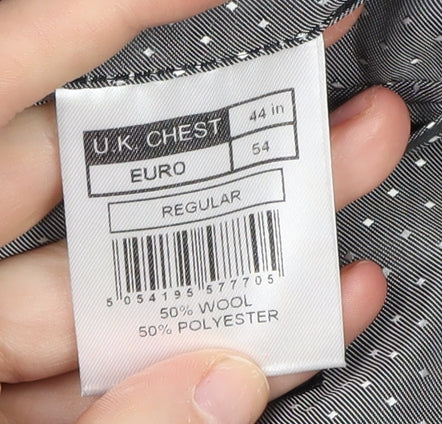 U.K. CHEST 44 in
EURO 54
REGULAR
5 054195 577705
50% WOOL
50% POLYESTER